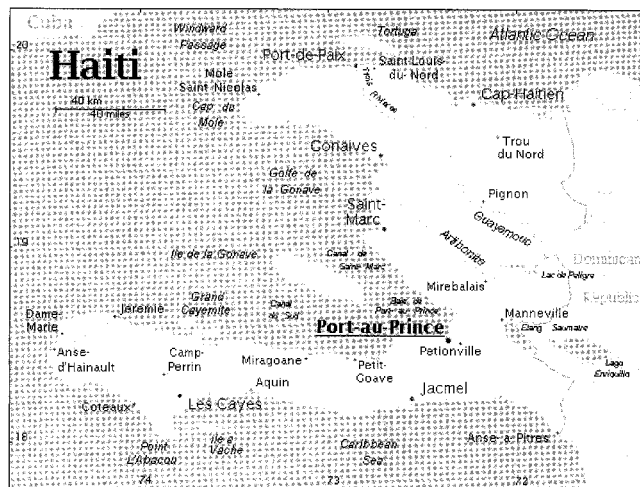 Cuba
Windward
Passage
Tortuga
Atlantic Ocean
20
Haiti
Port-de-Paix
Saint-Louis
du-Nord
Mole
Saint-Nicolas
Trois Rivieres
40 km
40 miles
Cap du
Mole
Cap-Haitien
Trou
du Nord
Gonaives
Golfe de
la Gonave
Pignon
Saint-
Marc
Guayamouc
Artibonite
19
Ile de la Gonave
Canal de
Saint-Marc
Dominican
Lac de Peligre
Mirebalais
Republic
Grand
Cayemite
Canal
du Sud
Baie de
Port-au-Prince
Dame-
Marie
Jeremie
Manneville
Port-au-Prince
Etang Saumatre
Petionville
Anse-
d'Hainault
Camp-
Perrin
Miragoane
Petit-
Goave
Lago
Enriquillo
Aquin
Coteaux
Les Cayes
Jacmel
18
Point
L'Abacou
Ile a
Vache
Caribbean
Sea
Anse-a-Pitres
74
73
72